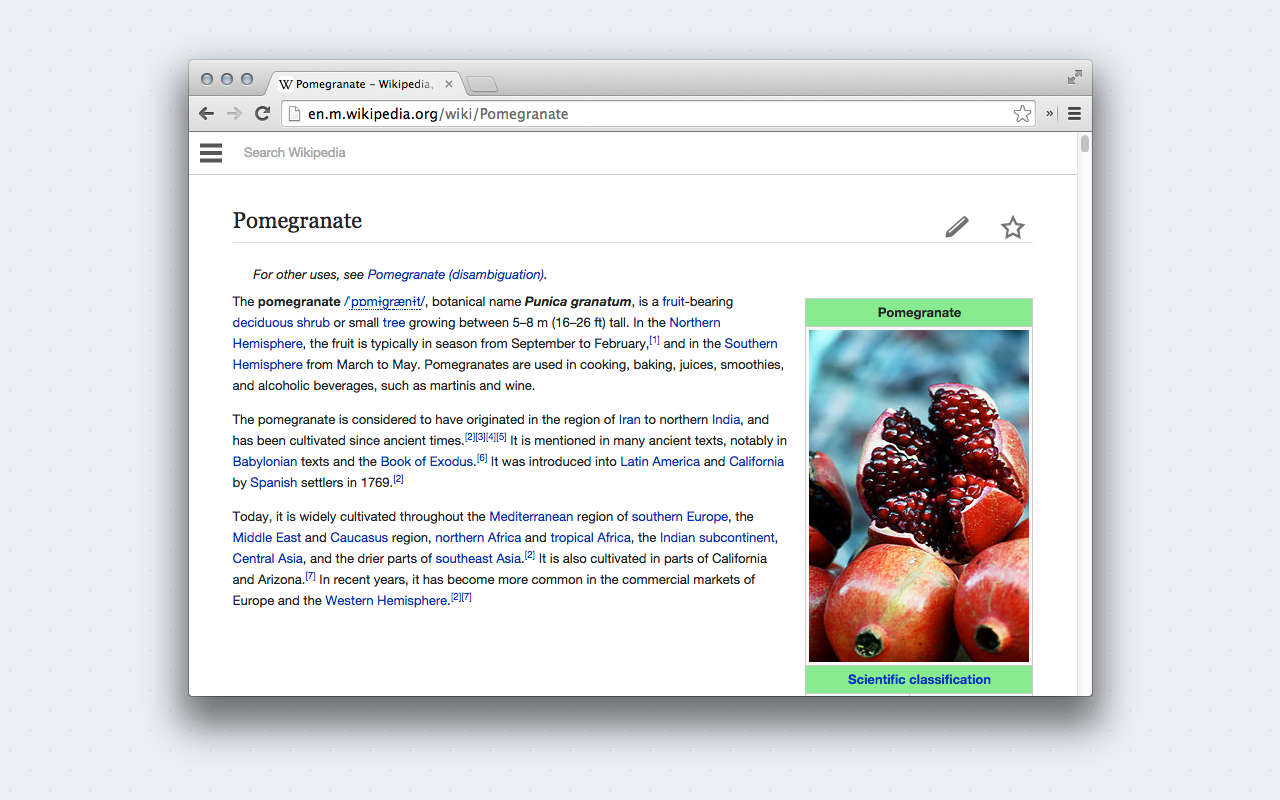 Pomegranate – Wikipedia,
en.m.wikipedia.org/wiki/Pomegranate
Search Wikipedia
Pomegranate
For other uses, see Pomegranate (disambiguation).
The pomegranate /ˈpɒmɨɡrænɨt/, botanical name Punica granatum, is a fruit-bearing
deciduous shrub or small tree growing between 5–8 m (16–26 ft) tall. In the Northern
Hemisphere, the fruit is typically in season from September to February,[1] and in the Southern
Hemisphere from March to May. Pomegranates are used in cooking, baking, juices, smoothies,
and alcoholic beverages, such as martinis and wine.
The pomegranate is considered to have originated in the region of Iran to northern India, and
has been cultivated since ancient times.[2][3][4][5] It is mentioned in many ancient texts, notably in
Babylonian texts and the Book of Exodus.[6] It was introduced into Latin America and California
by Spanish settlers in 1769.[2]
Today, it is widely cultivated throughout the Mediterranean region of southern Europe, the
Middle East and Caucasus region, northern Africa and tropical Africa, the Indian subcontinent,
Central Asia, and the drier parts of southeast Asia.[2] It is also cultivated in parts of California
and Arizona.[7] In recent years, it has become more common in the commercial markets of
Europe and the Western Hemisphere.[2][7]
Pomegranate
Scientific classification